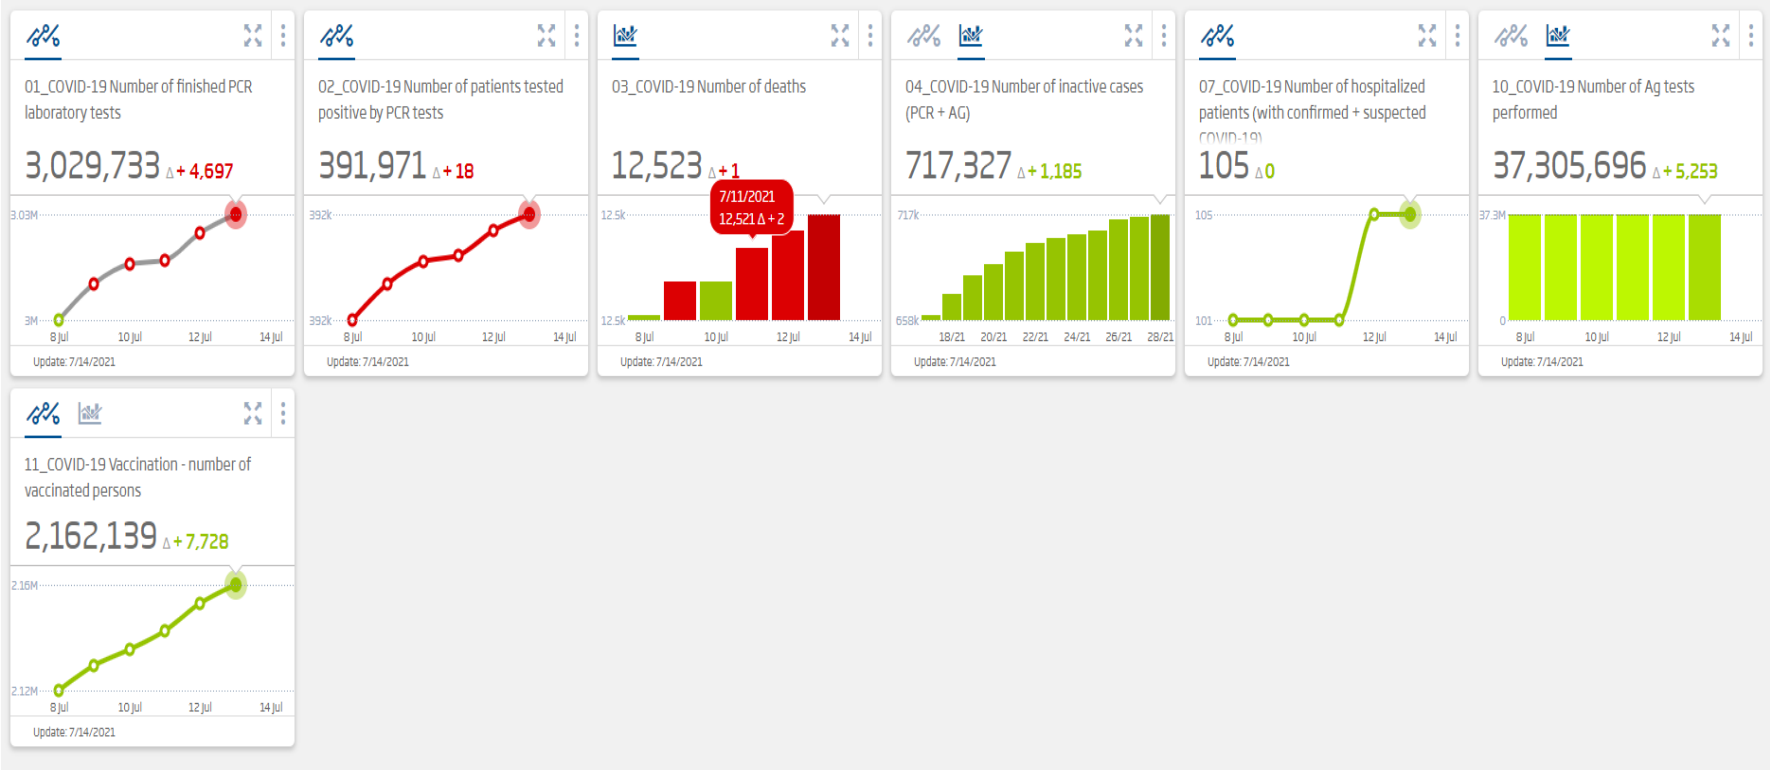 01_COVID-19 Number of finished PCR
laboratory tests
3,029,733 Δ + 4,697
3.03M
3M
8 Jul 10 Jul 12 Jul 14 Jul
Update: 7/14/2021
02_COVID-19 Number of patients tested
positive by PCR tests
391,971 Δ + 18
392k
392k
8 Jul 10 Jul 12 Jul 14 Jul
Update: 7/14/2021
03_COVID-19 Number of deaths
12,523 Δ + 1
7/11/2021
12,521 Δ + 2
12.5k
12.5k
8 Jul 10 Jul 12 Jul 14 Jul
Update: 7/14/2021
04_COVID-19 Number of inactive cases
(PCR + AG)
717,327 Δ + 1,185
717k
658k
18/21 20/21 22/21 24/21 26/21 28/21
Update: 7/14/2021
07_COVID-19 Number of hospitalized
patients (with confirmed + suspected
COVID-19)
105 Δ 0
105
101
8 Jul 10 Jul 12 Jul 14 Jul
Update: 7/14/2021
10_COVID-19 Number of Ag tests
performed
37,305,696 Δ + 5,253
37.3M
0
8 Jul 10 Jul 12 Jul 14 Jul
Update: 7/14/2021
11_COVID-19 Vaccination - number of
vaccinated persons
2,162,139 Δ + 7,728
2.16M
2.12M
8 Jul 10 Jul 12 Jul 14 Jul
Update: 7/14/2021